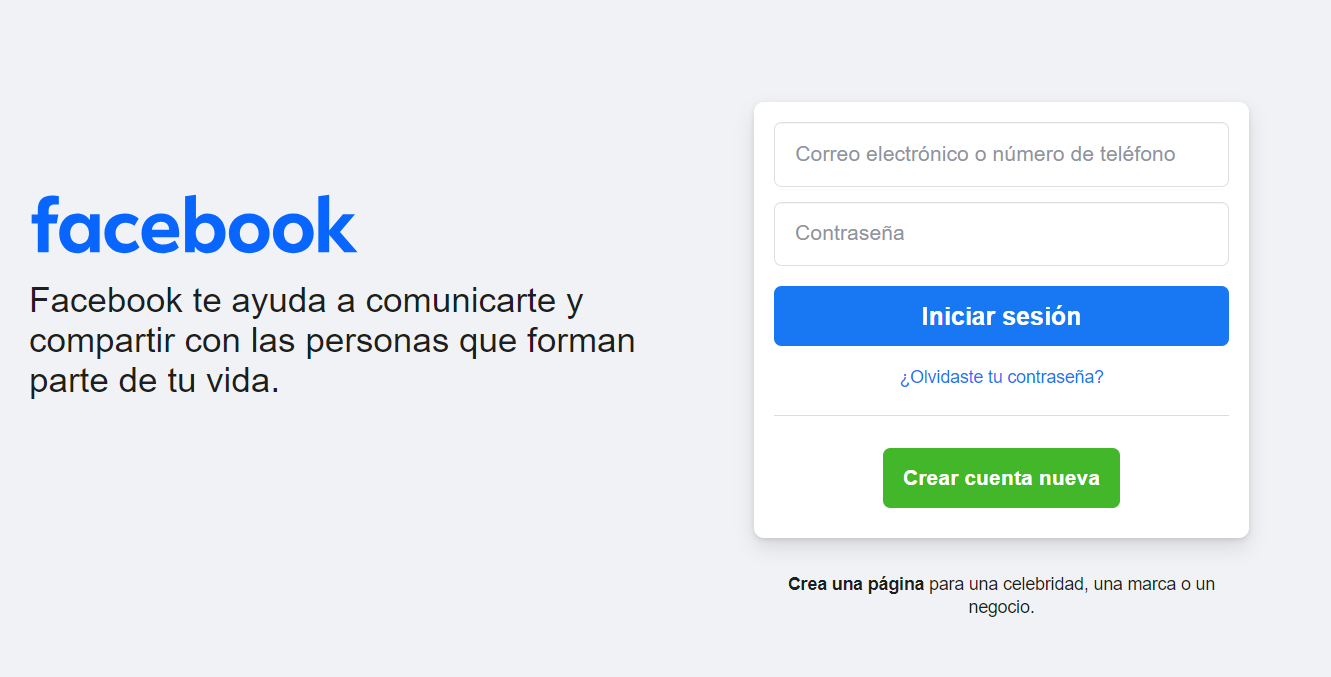 facebook
Facebook te ayuda a comunicarte y
compartir con las personas que forman
parte de tu vida.
Correo electrónico o número de teléfono
Contraseña
Iniciar sesión
¿Olvidaste tu contraseña?
Crear cuenta nueva
Crea una página para una celebridad, una marca o un
negocio.